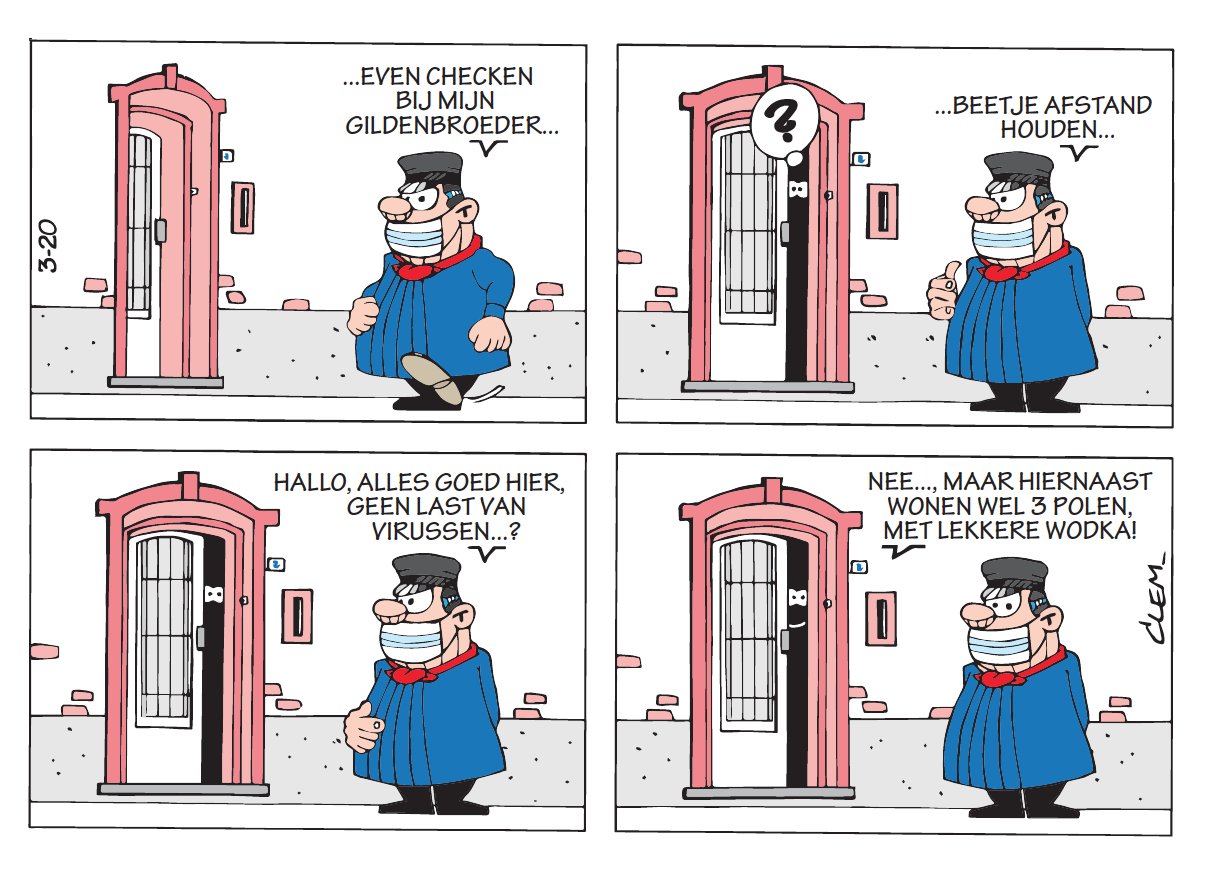 ...EVEN CHECKEN
BIJ MIJN
GILDENBROEDER...
3-20
?
...BEETJE AFSTAND
HOUDEN...
HALLO, ALLES GOED HIER,
GEEN LAST VAN
VIRUSSEN...?
NEE..., MAAR HIERNAAST
WONEN WEL 3 POLEN,
MET LEKKERE WODKA!
CLEM_